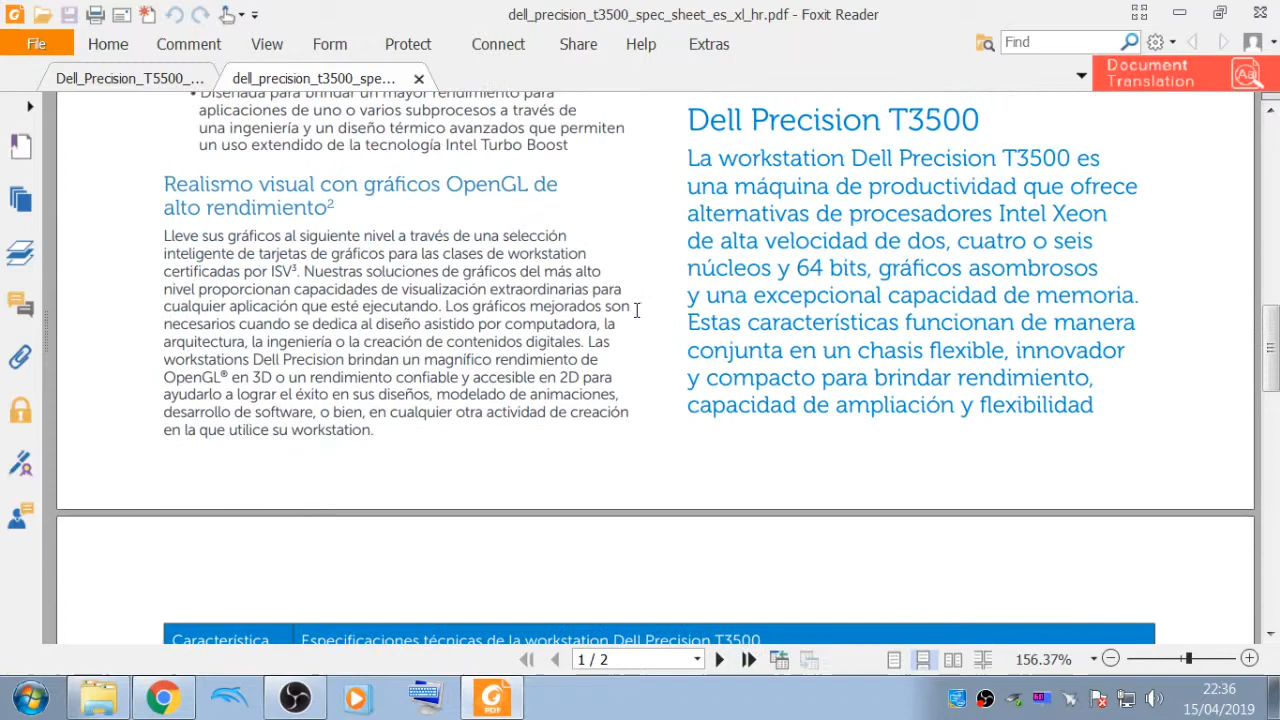 dell_precision_t3500_spec_sheet_es_xl_hr.pdf - Foxit Reader
File Home Comment View Form Protect Connect Share Help Extras
Find
Document
Translation
Dell_Precision_T5500_...
dell_precision_t3500_spe...
• Diseñada para brindar un mayor rendimiento para
aplicaciones de uno o varios subprocesos a través de
una ingeniería y un diseño térmico avanzados que permiten
un uso extendido de la tecnología Intel Turbo Boost
Realismo visual con gráficos OpenGL de
alto rendimiento²
Lleve sus gráficos al siguiente nivel a través de una selección
inteligente de tarjetas de gráficos para las clases de workstation
certificadas por ISV³. Nuestras soluciones de gráficos del más alto
nivel proporcionan capacidades de visualización extraordinarias para
cualquier aplicación que esté ejecutando. Los gráficos mejorados son
necesarios cuando se dedica al diseño asistido por computadora, la
arquitectura, la ingeniería o la creación de contenidos digitales. Las
workstations Dell Precision brindan un magnífico rendimiento de
OpenGL® en 3D o un rendimiento confiable y accesible en 2D para
ayudarlo a lograr el éxito en sus diseños, modelado de animaciones,
desarrollo de software, o bien, en cualquier otra actividad de creación
en la que utilice su workstation.
Dell Precision T3500
La workstation Dell Precision T3500 es
una máquina de productividad que ofrece
alternativas de procesadores Intel Xeon
de alta velocidad de dos, cuatro o seis
núcleos y 64 bits, gráficos asombrosos
y una excepcional capacidad de memoria.
Estas características funcionan de manera
conjunta en un chasis flexible, innovador
y compacto para brindar rendimiento,
capacidad de ampliación y flexibilidad
Característica Especificaciones técnicas de la workstation Dell Precision T3500
1 / 2
156.37%
PDF
22:36
15/04/2019